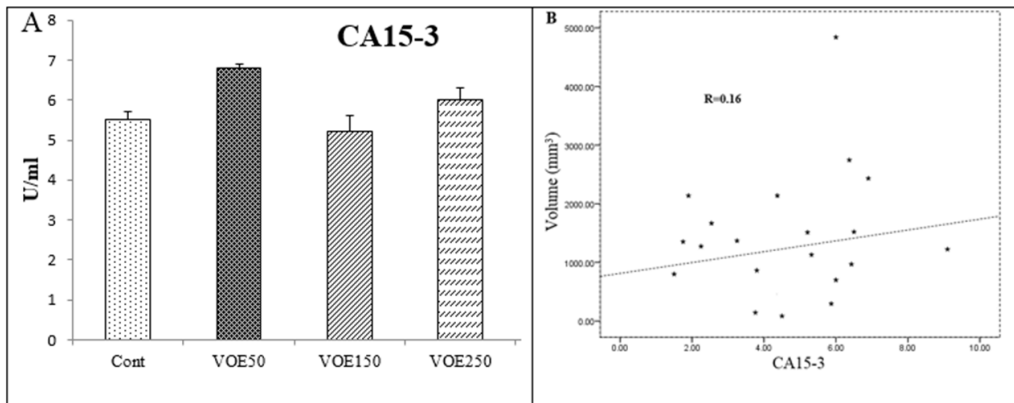 A
CA15-3
U/ml
8
7
6
5
4
3
2
1
0
Cont VOE50 VOE150 VOE250
B
R=0.16
Volume (mm³)
5000.00
4000.00
3000.00
2000.00
1000.00
0.00
0.00 2.00 4.00 6.00 8.00 10.00
CA15-3